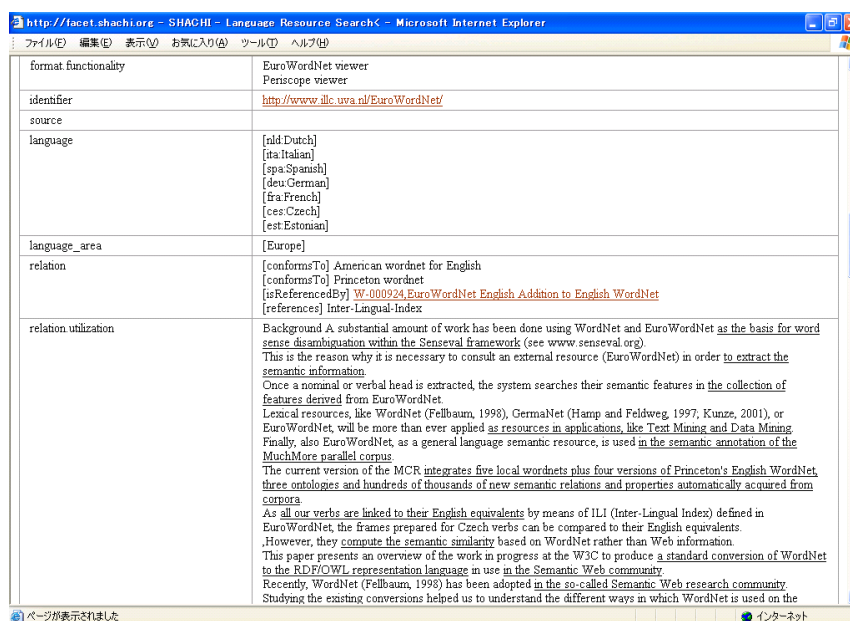 http://facet.shachi.org - SHACHI - Language Resource Search< - Microsoft Internet Explorer
ファイル(F) 編集(E) 表示(V) お気に入り(A) ツール(T) ヘルプ(H)
format.functionality EuroWordNet viewer
Periscope viewer
identifier http://www.illc.uva.nl/EuroWordNet/
source
language [nld:Dutch]
[ita:Italian]
[spa:Spanish]
[deu:German]
[fra:French]
[ces:Czech]
[est:Estonian]
language_area [Europe]
relation [conformsTo] American wordnet for English
[conformsTo] Princeton wordnet
[isReferencedBy] W-000924,EuroWordNet English Addition to English WordNet
[references] Inter-Lingual-Index
relation.utilization Background A substantial amount of work has been done using WordNet and EuroWordNet as the basis for word
sense disambiguation within the Senseval framework (see www.senseval.org).
This is the reason why it is necessary to consult an external resource (EuroWordNet) in order to extract the
semantic information.
Once a nominal or verbal head is extracted, the system searches their semantic features in the collection of
features derived from EuroWordNet.
Lexical resources, like WordNet (Fellbaum, 1998), GermaNet (Hamp and Feldweg, 1997; Kunze, 2001), or
EuroWordNet, will be more than ever applied as resources in applications, like Text Mining and Data Mining.
Finally, also EuroWordNet, as a general language semantic resource, is used in the semantic annotation of the
MuchMore parallel corpus.
The current version of the MCR integrates five local wordnets plus four versions of Princeton's English WordNet,
three ontologies and hundreds of thousands of new semantic relations and properties automatically acquired from
corpora.
As all our verbs are linked to their English equivalents by means of ILI (Inter-Lingual Index) defined in
EuroWordNet, the frames prepared for Czech verbs can be compared to their English equivalents.
,However, they compute the semantic similarity based on WordNet rather than Web information.
This paper presents an overview of the work in progress at the W3C to produce a standard conversion of WordNet
to the RDF/OWL representation language in use in the Semantic Web community.
Recently, WordNet (Fellbaum, 1998) has been adopted in the so-called Semantic Web research community.
Studying the existing conversions helped us to understand the different ways in which WordNet is used on the
ページが表示されました インターネット